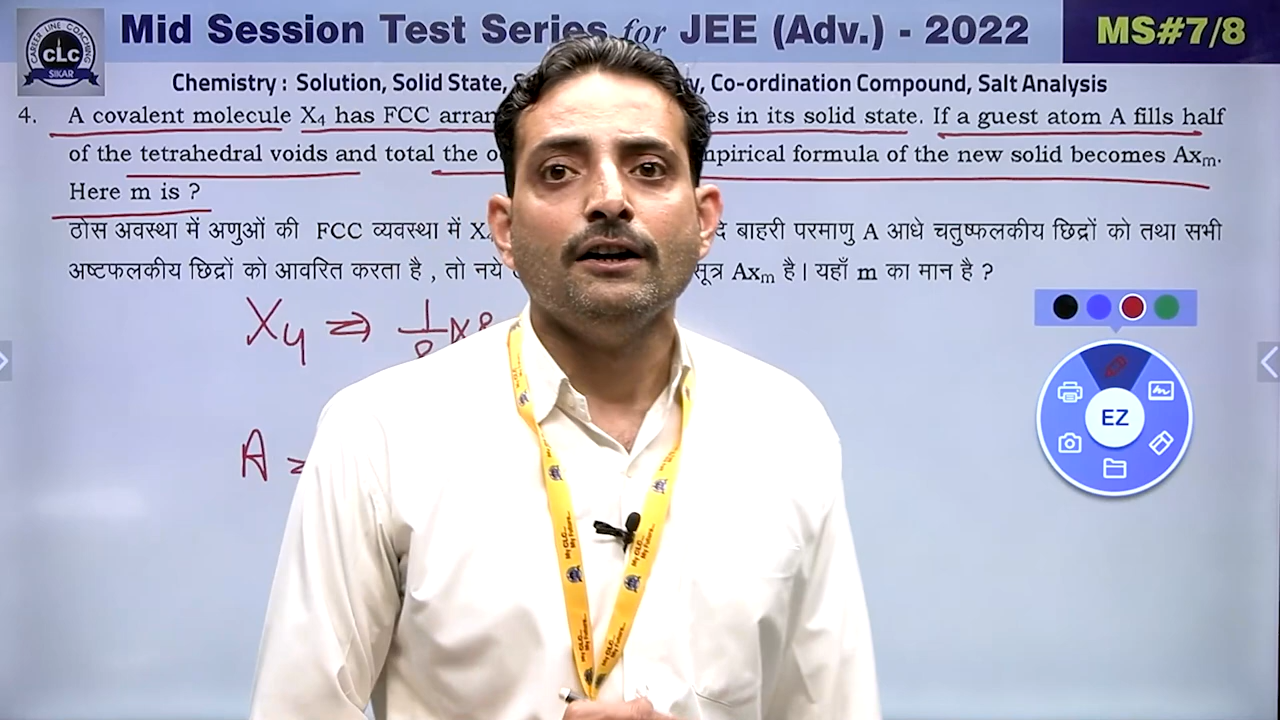 CAREER LINE COACHING
CLC
SIKAR
Mid Session Test Series for JEE (Adv.) - 2022
MS#7/8
Chemistry : Solution, Solid State, Co-ordination Compound, Salt Analysis
4. A covalent molecule X₄ has FCC in its solid state. If a guest atom A fills half
of the tetrahedral voids and total the formula of the new solid becomes Axₘ.
Here m is ?
ठोस अवस्था में अणुओं की FCC व्यवस्था में बाहरी परमाणु A आधे चतुष्फलकीय छिद्रों को तथा सभी
अष्टफलकीय छिद्रों को आवरित करता है , तो नये Axₘ है। यहाँ m का मान है ?
X₄ ⇒
A
EZ
My CLC...
My Future...